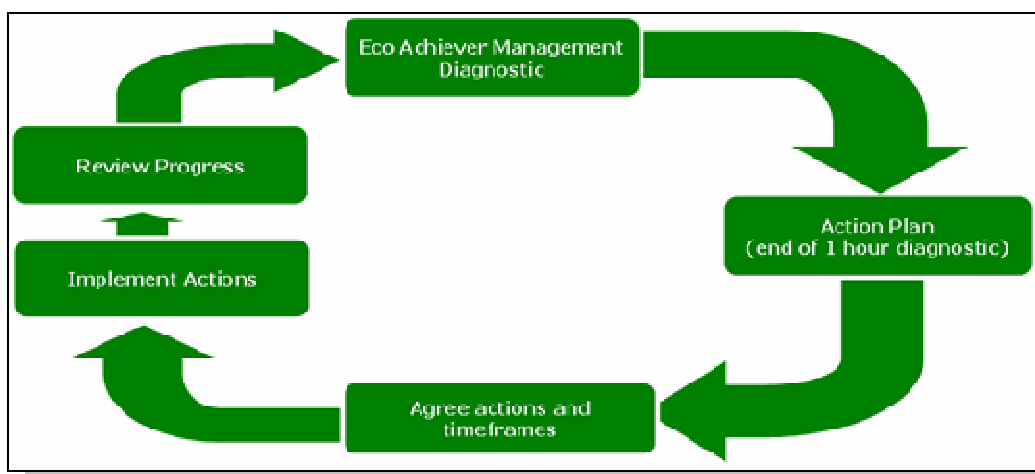 Eco Achiever Management
Diagnostic
Action Plan
(end of 1 hour diagnostic)
Agree actions and
timeframes
Implement Actions
Review Progress